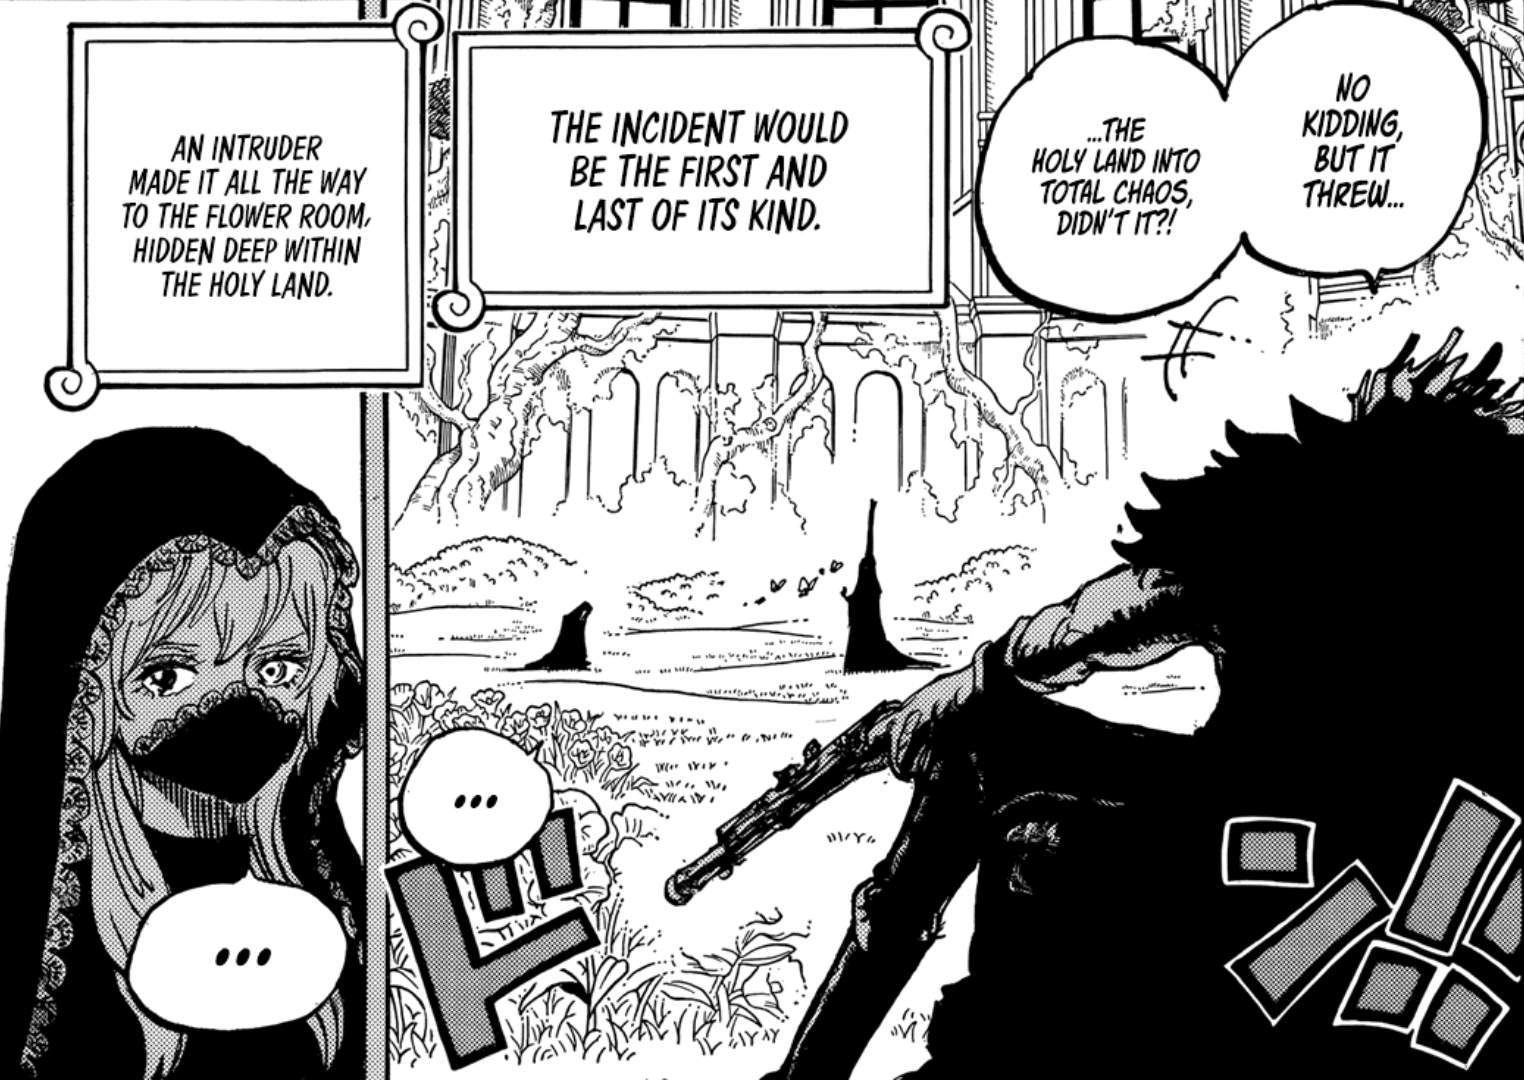 NO
KIDDING,
BUT IT
THREW...
...THE
HOLY LAND INTO
TOTAL CHAOS,
DIDN'T IT?!
THE INCIDENT WOULD
BE THE FIRST AND
LAST OF ITS KIND.
AN INTRUDER
MADE IT ALL THE WAY
TO THE FLOWER ROOM,
HIDDEN DEEP WITHIN
THE HOLY LAND.
...
ド
ン!!
...